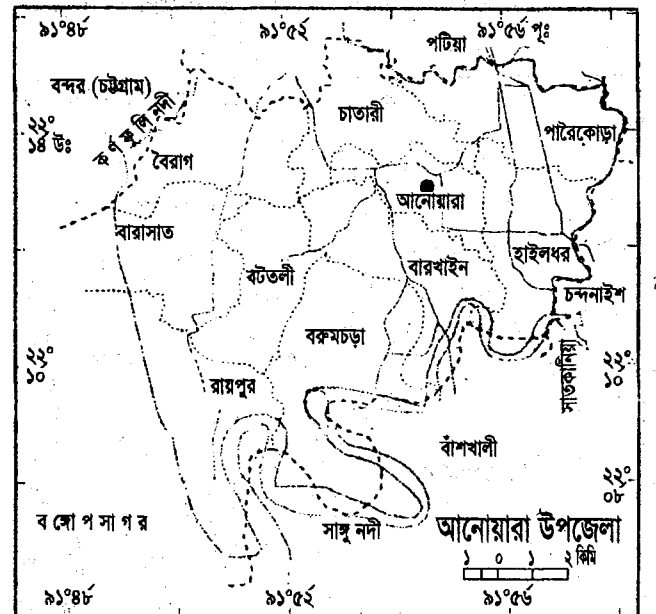 ৯১°৪৮ ৯১°৫২ ৯১°৫৬ পূঃ
পটিয়া
বন্দর (চট্টগ্রাম)
চাতারী
২২°
১৪ উঃ
পারৈকোড়া
বৈরাগ
আনোয়ারা
বারাসাত
হাইলধর
বারখাইন
বটতলী
চন্দনাইশ
বরুমচড়া
২২°
১০
সাতকানিয়া
২২°
১০
রায়পুর
বাঁশখালী
২২°
০৮
ব ঙ্গো প সা গ র
সাঙ্গু নদী
আনোয়ারা উপজেলা
১ ০ ১ ২ কিমি
৯১°৪৮ ৯১°৫২ ৯১°৫৬